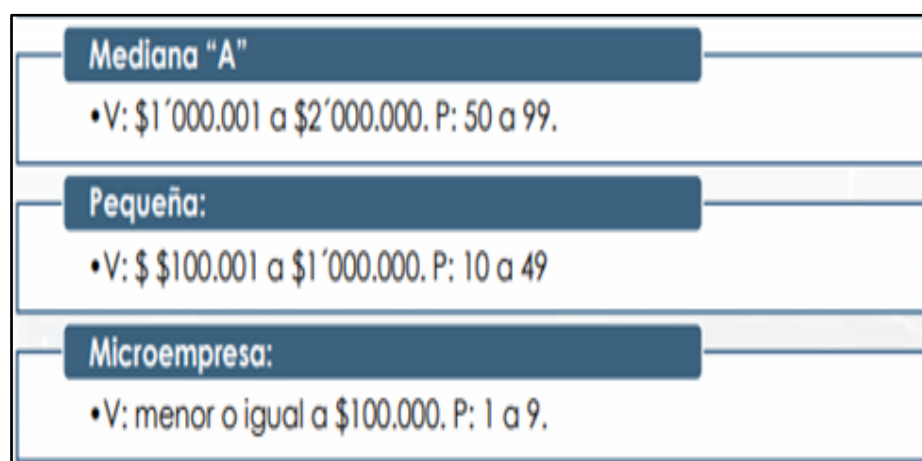 Mediana “A”
•V: $1´000.001 a $2´000.000. P: 50 a 99.
Pequeña:
•V: $ $100.001 a $1´000.000. P: 10 a 49
Microempresa:
•V: menor o igual a $100.000. P: 1 a 9.